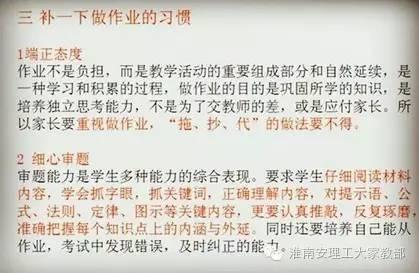 三 补一下做作业的习惯
1端正态度
作业不是负担，而是教学活动的重要组成部分和自然延续，是
一种学习和积累的过程，做作业的目的是巩固所学的知识，是
培养独立思考能力，不是为了交教师的差，或是应付家长。所
以家长要重视做作业，“拖、抄、代”的做法要不得。
2 细心审题
审题能力是学生多种能力的综合表现。要求学生仔细阅读材料
内容，学会抓字眼，抓关键词，正确理解内容，对提示语、公
式、法则、定律、图示等关键内容，更要认真推敲，反复琢磨，
准确把握每个知识点上的内涵与外延。同时还要培养自己能从
作业，考试中发现错误，及时纠正的能力。
淮南安理工大家教部